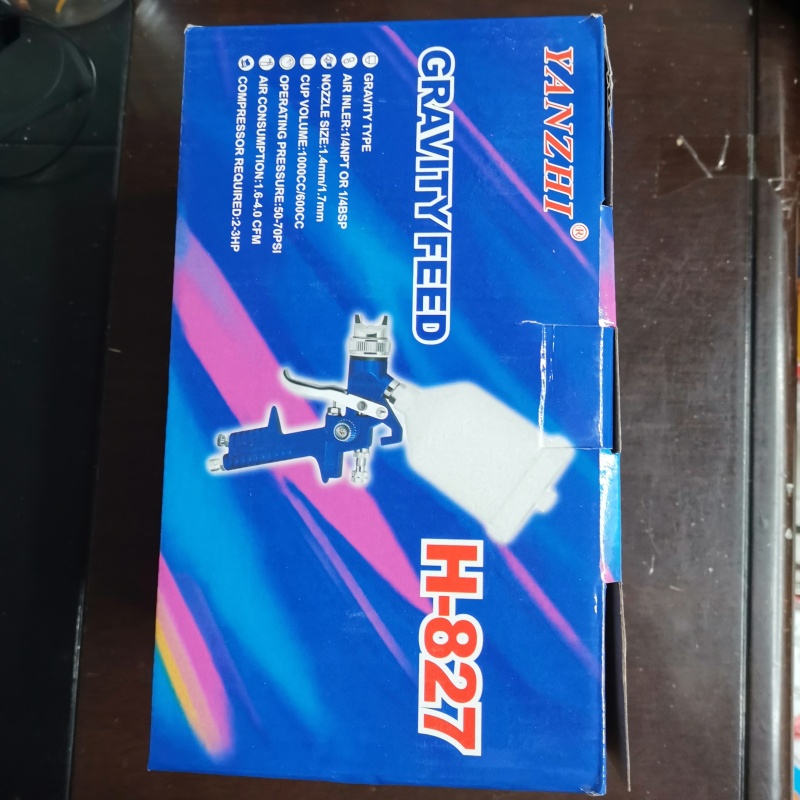 YANZHI®
GRAVITY FEED
GRAVITY TYPE
AIR INLER:1/4NPT OR 1/4BSP
NOZZLE SIZE:1.4mm/1.7mm
CUP VOLUME:1000CC/600CC
OPERATING PRESSURE:50-70PSI
AIR CONSUMPTION:1.6-4.0 CFM
COMPRESSOR REQUIRED:2-3HP
H-827